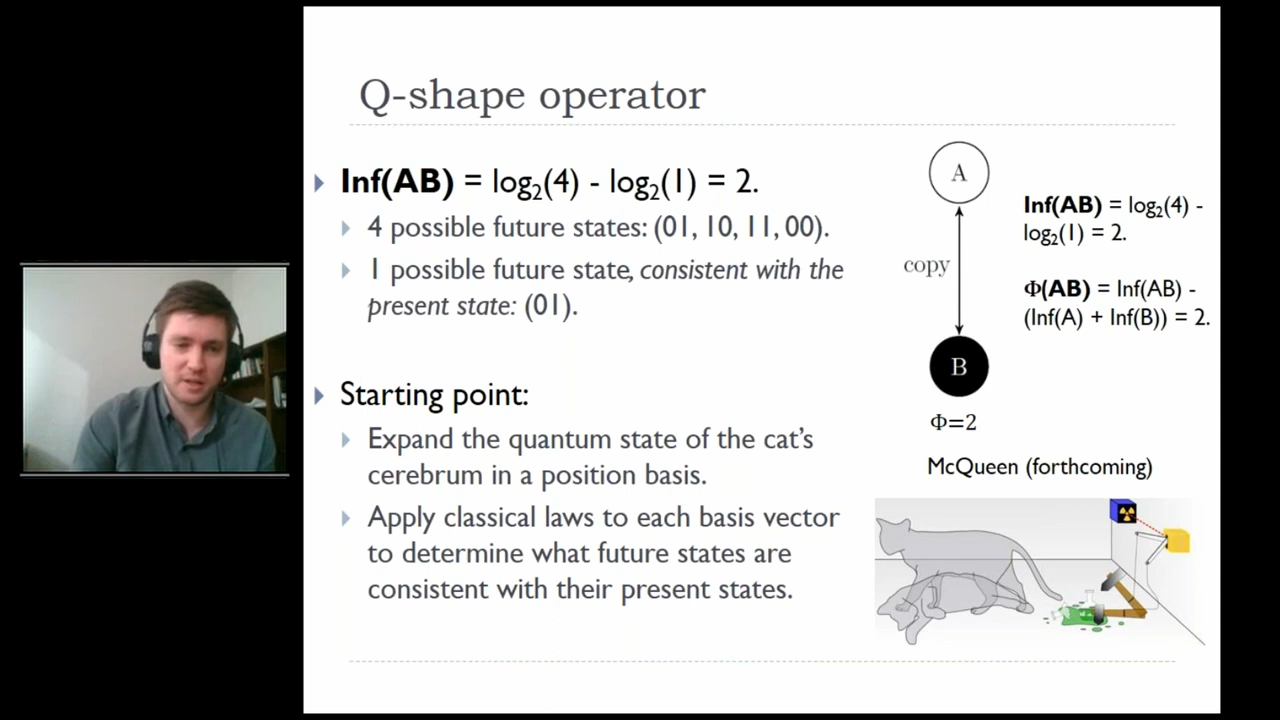 Q-shape operator
Inf(AB) = log₂(4) - log₂(1) = 2.
4 possible future states: (01, 10, 11, 00).
1 possible future state, consistent with the
present state: (01).
Starting point:
Expand the quantum state of the cat's
cerebrum in a position basis.
Apply classical laws to each basis vector
to determine what future states are
consistent with their present states.
A
copy
B
Φ=2
Inf(AB) = log₂(4) -
log₂(1) = 2.
Φ(AB) = Inf(AB) -
(Inf(A) + Inf(B)) = 2.
McQueen (forthcoming)